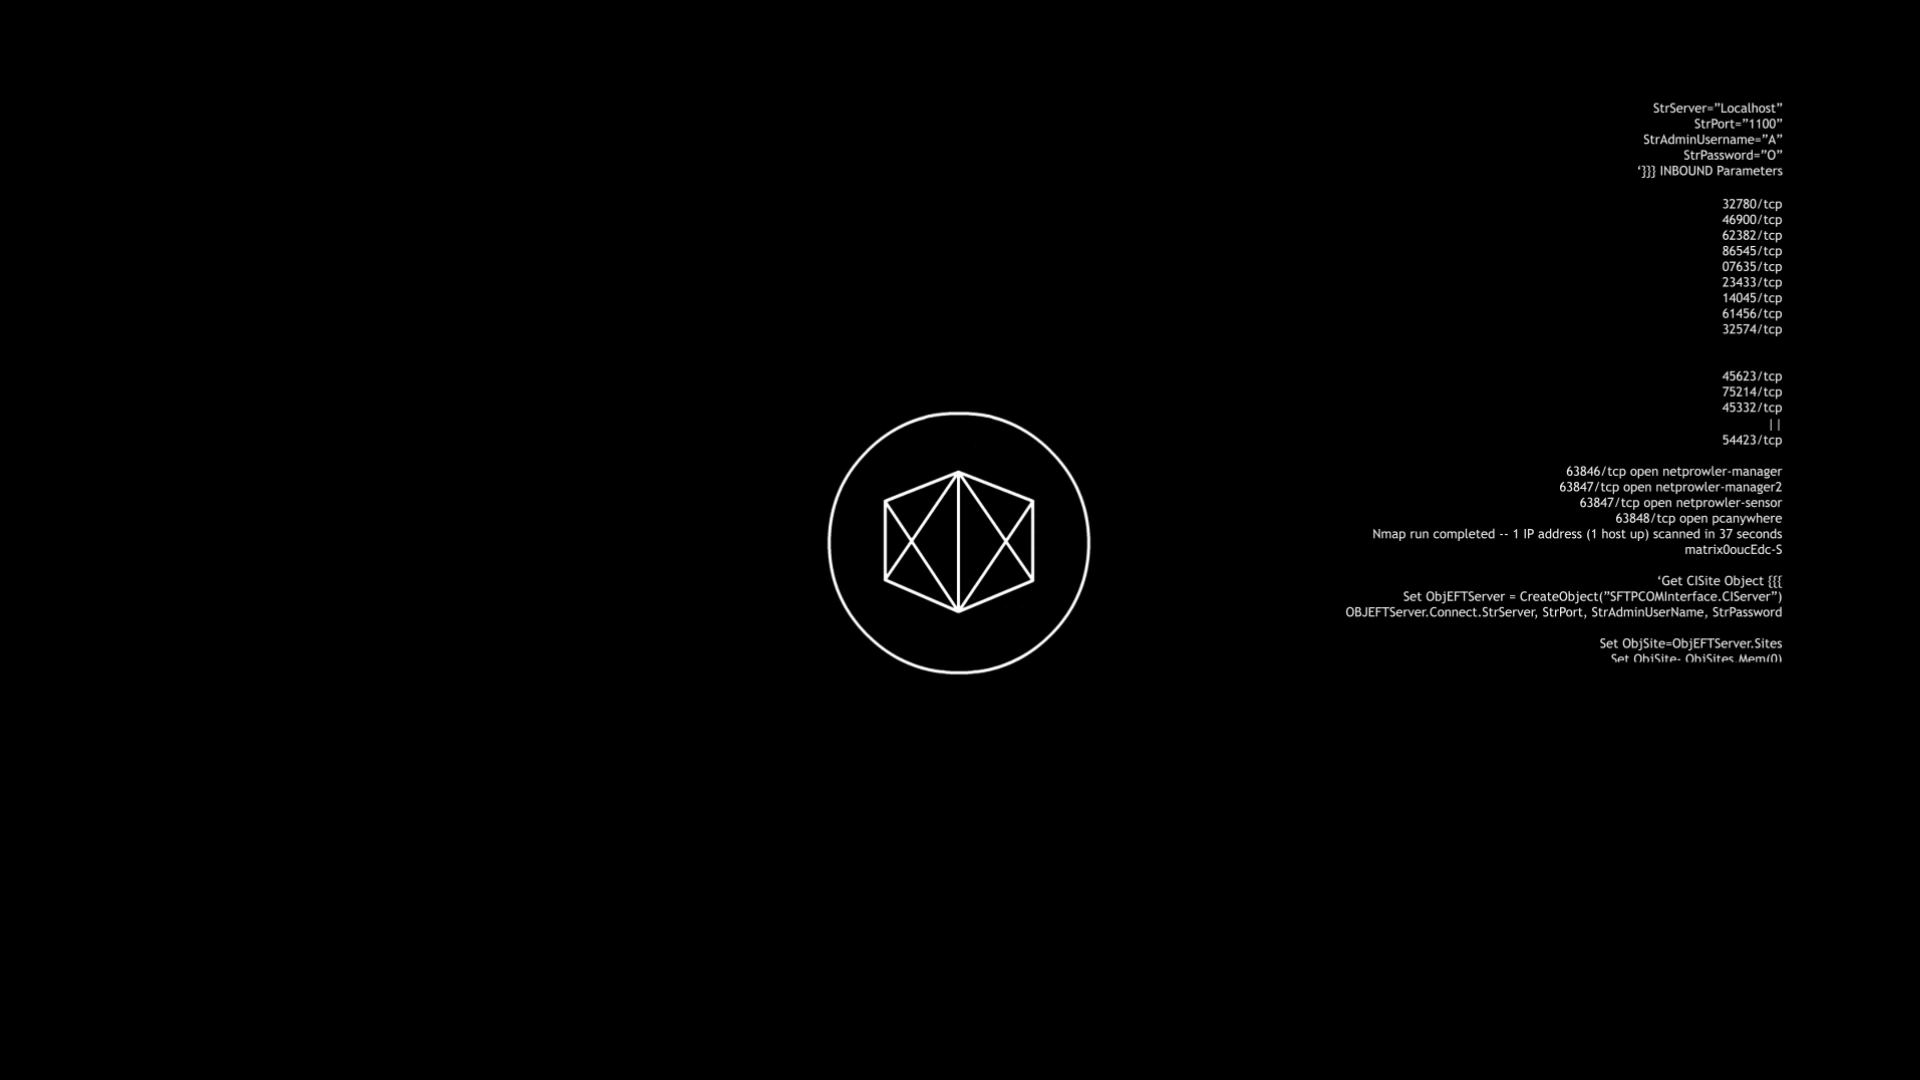 StrServer=”Localhost”
StrPort=”1100”
StrAdminUsername=”A”
StrPassword=”O”
‘}}} INBOUND Parameters
32780/tcp
46900/tcp
62382/tcp
86545/tcp
07635/tcp
23433/tcp
14045/tcp
61456/tcp
32574/tcp
45623/tcp
75214/tcp
45332/tcp
||
54423/tcp
63846/tcp open netprowler-manager
63847/tcp open netprowler-manager2
63847/tcp open netprowler-sensor
63848/tcp open pcanywhere
Nmap run completed -- 1 IP address (1 host up) scanned in 37 seconds
matrix0oucEdc-S
‘Get CISite Object {{{
Set ObjEFTServer = CreateObject(”SFTPCOMInterface.CIServer”)
OBJEFTServer.Connect.StrServer, StrPort, StrAdminUserName, StrPassword
Set ObjSite=ObjEFTServer.Sites
Set ObjSite- ObjSites.Mem(0)